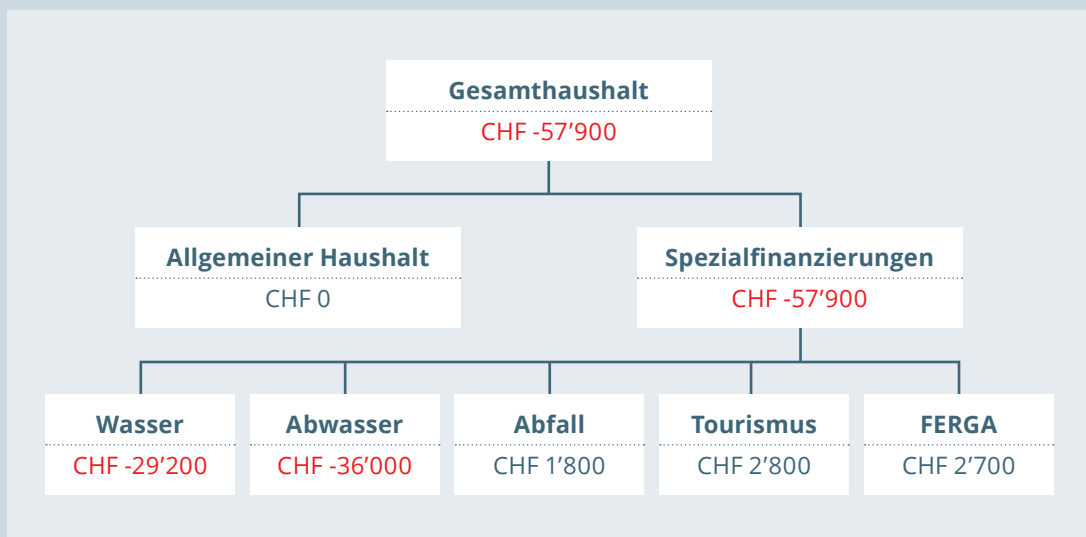 Gesamthaushalt
CHF -57’900
Allgemeiner Haushalt
CHF 0
Spezialfinanzierungen
CHF -57’900
Wasser
CHF -29’200
Abwasser
CHF -36’000
Abfall
CHF 1’800
Tourismus
CHF 2’800
FERGA
CHF 2’700